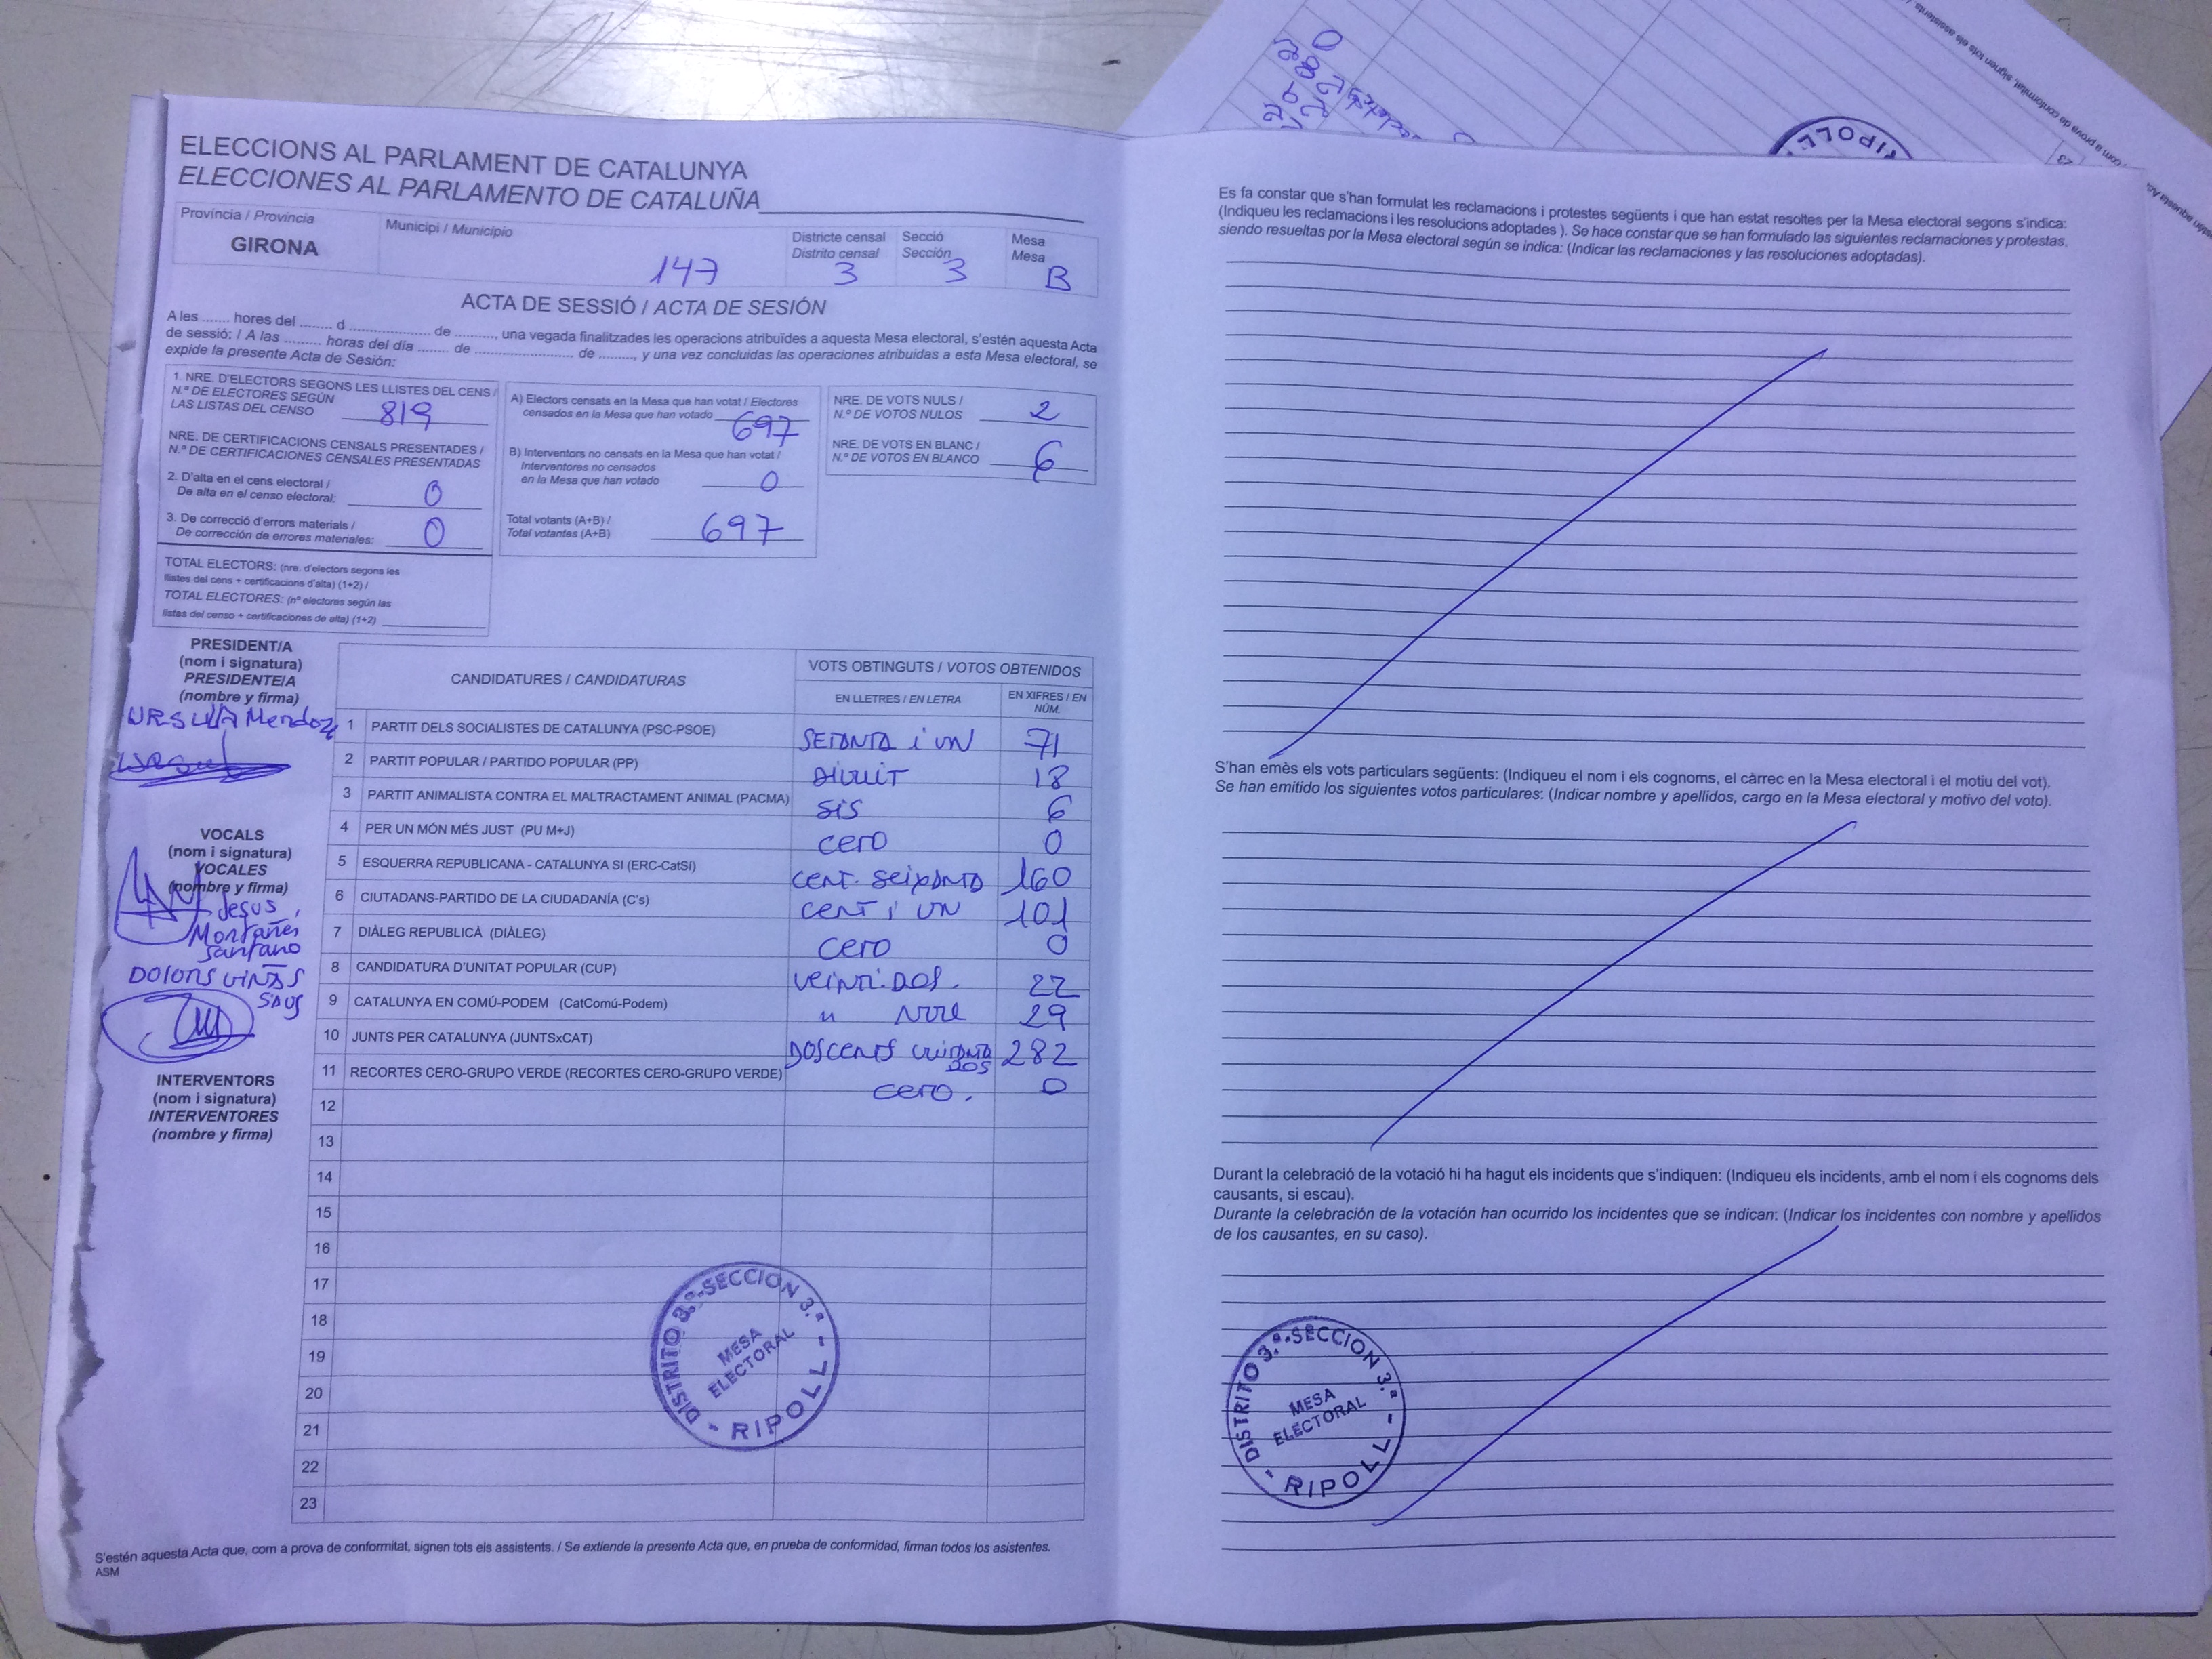 ELECCIONS AL PARLAMENT DE CATALUNYA
ELECCIONES AL PARLAMENTO DE CATALUÑA
Província / Provincia
GIRONA
Municipi / Municipio
147
Districte censal
Distrito censal
3
Secció
Sección
3
Mesa
Mesa
B
ACTA DE SESSIÓ / ACTA DE SESIÓN
A les ....... hores del ........ d .................... de .........., una vegada finalitzades les operacions atribuïdes a aquesta Mesa electoral, s'estén aquesta Acta
de sessió: / A las ......... horas del día ....... de ........................ de ........, y una vez concluidas las operaciones atribuidas a esta Mesa electoral, se
expide la presente Acta de Sesión:
1. NRE. D'ELECTORS SEGONS LES LLISTES DEL CENS /
N.º DE ELECTORES SEGÚN
LAS LISTAS DEL CENSO 819
NRE. DE CERTIFICACIONS CENSALS PRESENTADES /
N.º DE CERTIFICACIONES CENSALES PRESENTADAS
2. D'alta en el cens electoral /
De alta en el censo electoral: 0
3. De correcció d'errors materials /
De corrección de errores materiales: 0
TOTAL ELECTORS: (nre. d'electors segons les
llistes del cens + certificacions d'alta) (1+2) /
TOTAL ELECTORES: (nº electores según las
listas del censo + certificaciones de alta) (1+2)
A) Electors censats en la Mesa que han votat / Electores
censados en la Mesa que han votado 697
B) Interventors no censats en la Mesa que han votat /
Interventores no censados
en la Mesa que han votado 0
Total votants (A+B) /
Total votantes (A+B) 697
NRE. DE VOTS NULS /
N.º DE VOTOS NULOS 2
NRE. DE VOTS EN BLANC /
N.º DE VOTOS EN BLANCO 6
PRESIDENT/A
(nom i signatura)
PRESIDENTE/A
(nombre y firma)
URSULA Mendoza
VOCALS
(nom i signatura)
VOCALES
(nombre y firma)
Jesus
Montañes
Santano
DOLORS VIÑAS
SAUS
INTERVENTORS
(nom i signatura)
INTERVENTORES
(nombre y firma)
CANDIDATURES / CANDIDATURAS
VOTS OBTINGUTS / VOTOS OBTENIDOS
EN LLETRES / EN LETRA
EN XIFRES / EN
NÚM.
1 PARTIT DELS SOCIALISTES DE CATALUNYA (PSC-PSOE) SETANTA i UN 71
2 PARTIT POPULAR / PARTIDO POPULAR (PP) DIVUIT 18
3 PARTIT ANIMALISTA CONTRA EL MALTRACTAMENT ANIMAL (PACMA) SIS 6
4 PER UN MÓN MÉS JUST (PU M+J) cero 0
5 ESQUERRA REPUBLICANA - CATALUNYA SI (ERC-CatSí) CENT. SEIXANTA 160
6 CIUTADANS-PARTIDO DE LA CIUDADANÍA (C's) CENT i UN 101
7 DIÀLEG REPUBLICÀ (DIÀLEG) cero 0
8 CANDIDATURA D'UNITAT POPULAR (CUP) VEINTI.DOS. 22
9 CATALUNYA EN COMÚ-PODEM (CatComú-Podem) " NOU 29
10 JUNTS PER CATALUNYA (JUNTSxCAT) DOSCENTS VUITANTA DOS 282
11 RECORTES CERO-GRUPO VERDE (RECORTES CERO-GRUPO VERDE) cero. 0
12
13
14
15
16
17
18
19
20
21
22
23
DISTRITO 3.º-SECCION 3.ª - RIPOLL -
MESA
ELECTORAL
S'estén aquesta Acta que, com a prova de conformitat, signen tots els assistents. / Se extiende la presente Acta que, en prueba de conformidad, firman todos los asistentes.
ASM
Es fa constar que s'han formulat les reclamacions i protestes següents i que han estat resoltes per la Mesa electoral segons s'indica:
(Indiqueu les reclamacions i les resolucions adoptades ). Se hace constar que se han formulado las siguientes reclamaciones y protestas,
siendo resueltas por la Mesa electoral según se indica: (Indicar las reclamaciones y las resoluciones adoptadas).
S'han emès els vots particulars següents: (Indiqueu el nom i els cognoms, el càrrec en la Mesa electoral i el motiu del vot).
Se han emitido los siguientes votos particulares: (Indicar nombre y apellidos, cargo en la Mesa electoral y motivo del voto).
Durant la celebració de la votació hi ha hagut els incidents que s'indiquen: (Indiqueu els incidents, amb el nom i els cognoms dels
causants, si escau).
Durante la celebración de la votación han ocurrido los incidentes que se indican: (Indicar los incidentes con nombre y apellidos
de los causantes, en su caso).
DISTRITO 3.º-SECCION 3.ª - RIPOLL -
MESA
ELECTORAL
RIPOLL